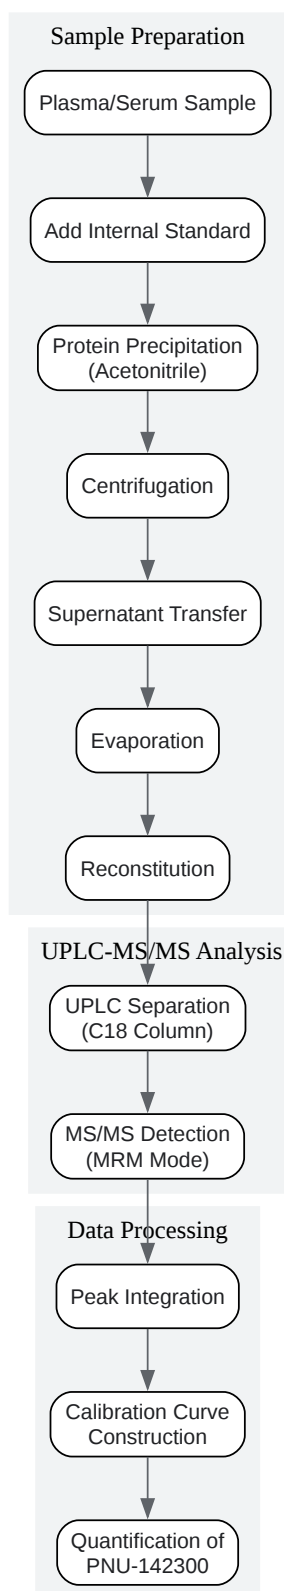 Sample Preparation
Plasma/Serum Sample
Add Internal Standard
Protein Precipitation
(Acetonitrile)
Centrifugation
Supernatant Transfer
Evaporation
Reconstitution
UPLC-MS/MS Analysis
UPLC Separation
(C18 Column)
MS/MS Detection
(MRM Mode)
Data Processing
Peak Integration
Calibration Curve
Construction
Quantification of
PNU-142300